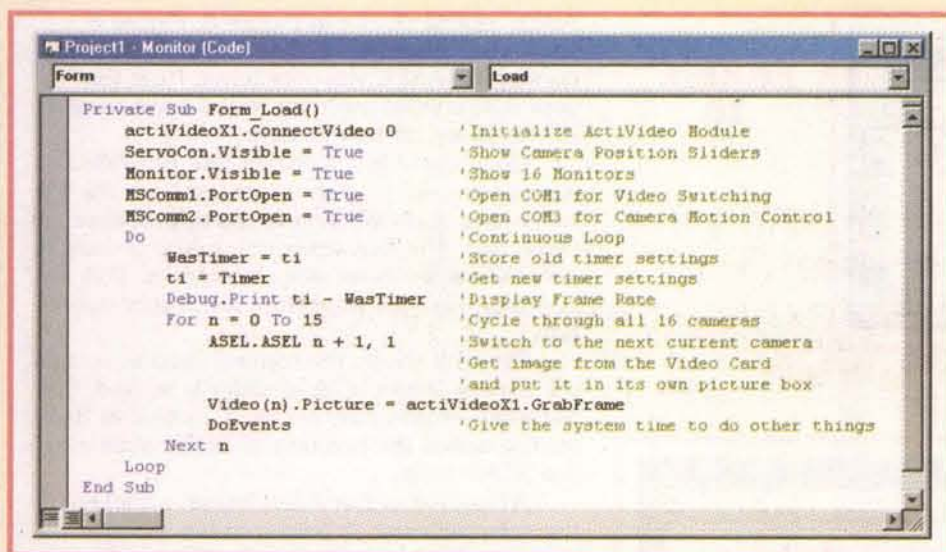 Project1 - Monitor (Code)
Form Load
Private Sub Form_Load()
actiVideoX1.ConnectVideo 0 'Initialize ActiVideo Module
ServoCon.Visible = True 'Show Camera Position Sliders
Monitor.Visible = True 'Show 16 Monitors
MSComm1.PortOpen = True 'Open COM1 for Video Switching
MSComm2.PortOpen = True 'Open COM3 for Camera Motion Control
Do 'Continuous Loop
WasTimer = ti 'Store old timer settings
ti = Timer 'Get new timer settings
Debug.Print ti - WasTimer 'Display Frame Rate
For n = 0 To 15 'Cycle through all 16 cameras
ASEL.ASEL n + 1, 1 'Switch to the next current camera
'Get image from the Video Card
'and put it in its own picture box
Video(n).Picture = actiVideoX1.GrabFrame
DoEvents 'Give the system time to do other things
Next n
Loop
End Sub